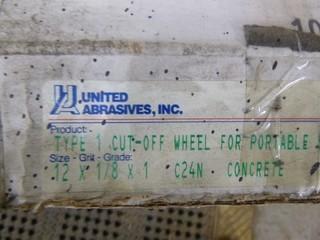 UNITED
ABRASIVES, INC.
Product:
TYPE 1 CUT-OFF WHEEL FOR PORTABLE
Size - Grit - Grade:
12 X 1/8 X 1 C24N CONCRETE